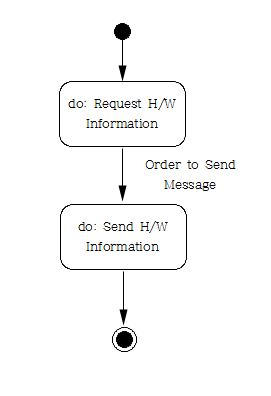 do: Request H/W
Information
Order to Send
Message
do: Send H/W
Information